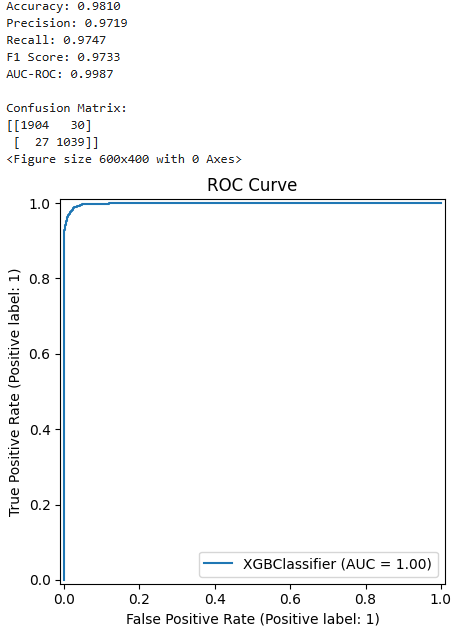 Accuracy: 0.9810
Precision: 0.9719
Recall: 0.9747
F1 Score: 0.9733
AUC-ROC: 0.9987
Confusion Matrix:
[[1904   30]
 [  27 1039]]
<Figure size 600x400 with 0 Axes>
ROC Curve
True Positive Rate (Positive label: 1)
1.0
0.8
0.6
0.4
0.2
0.0
XGBClassifier (AUC = 1.00)
0.0 0.2 0.4 0.6 0.8 1.0
False Positive Rate (Positive label: 1)